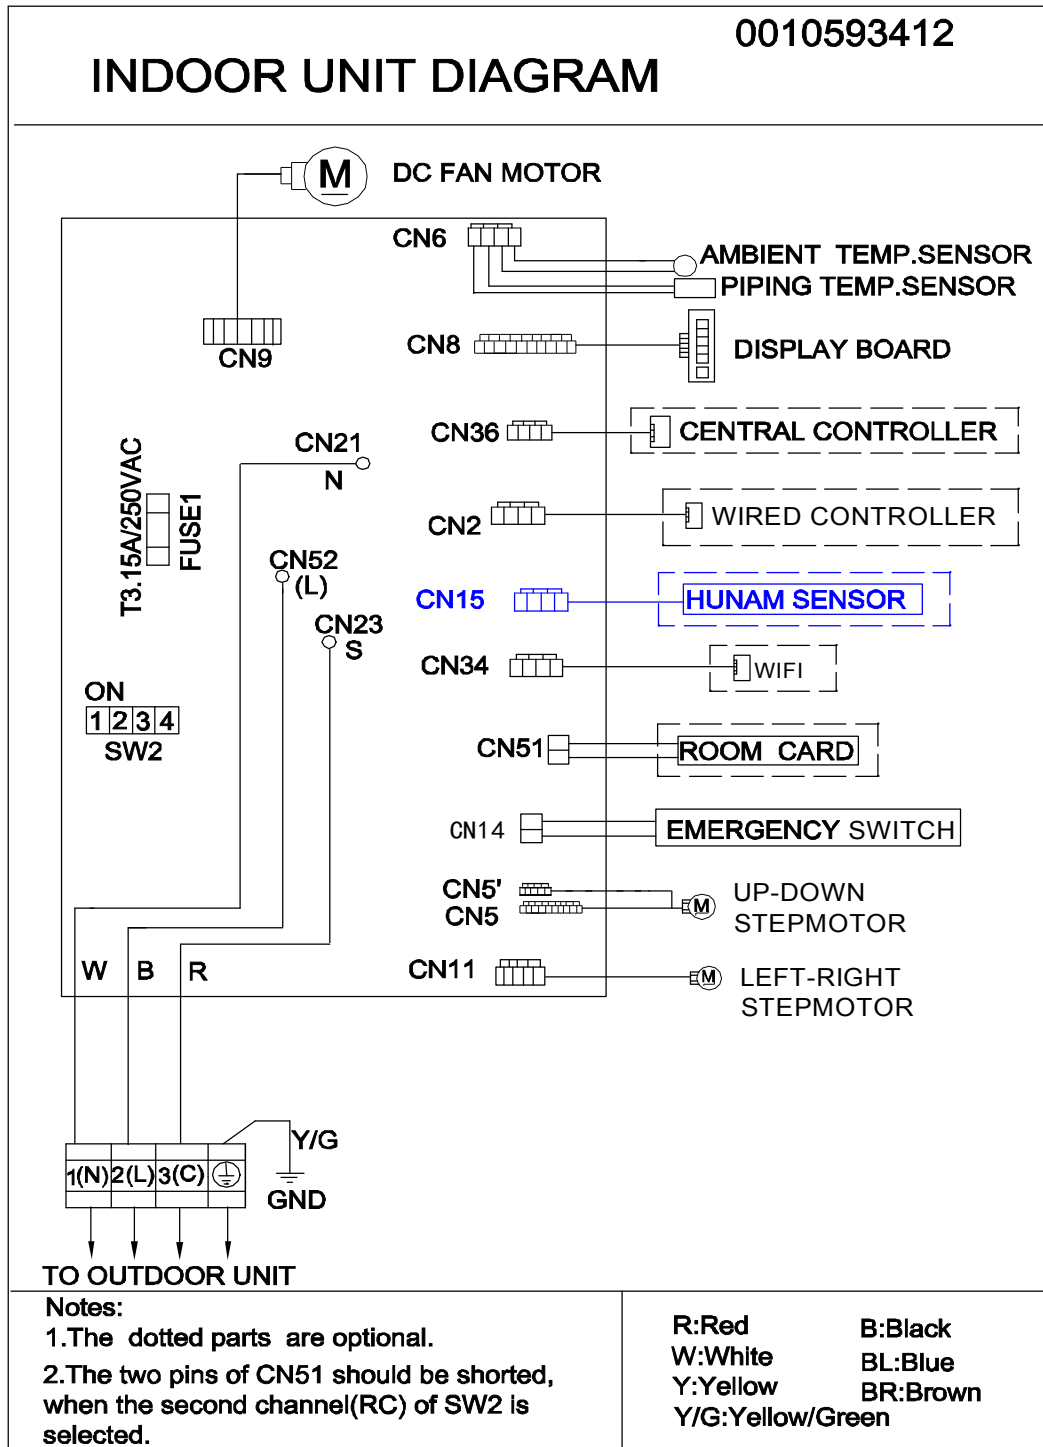 0010593412
INDOOR UNIT DIAGRAM
M
DC FAN MOTOR
CN6
AMBIENT TEMP.SENSOR
PIPING TEMP.SENSOR
CN9
CN8
DISPLAY BOARD
CN36
CENTRAL CONTROLLER
CN21
N
T3.15A/250VAC
FUSE1
CN2
WIRED CONTROLLER
CN52
(L)
CN15
HUNAM SENSOR
CN23
S
CN34
WIFI
ON
1 2 3 4
SW2
CN51
ROOM CARD
CN14
EMERGENCY SWITCH
CN5'
CN5
M
UP-DOWN
STEPMOTOR
W B R
CN11
M
LEFT-RIGHT
STEPMOTOR
Y/G
1(N) 2(L) 3(C)
GND
TO OUTDOOR UNIT
Notes:
1.The dotted parts are optional.
2.The two pins of CN51 should be shorted,
when the second channel(RC) of SW2 is
selected.
R:Red B:Black
W:White BL:Blue
Y:Yellow BR:Brown
Y/G:Yellow/Green